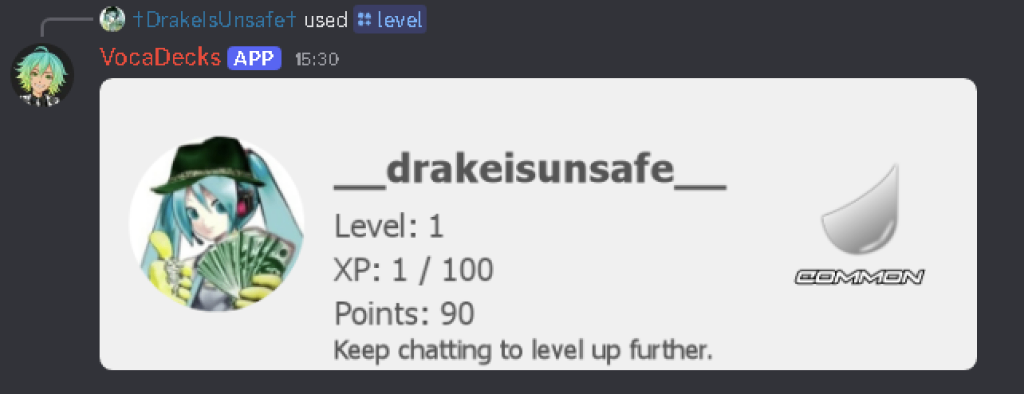 †DrakeIsUnsafe† used level
VocaDecks APP 15:30
__drakeisunsafe__
Level: 1
XP: 1 / 100
Points: 90
Keep chatting to level up further.
COMMON